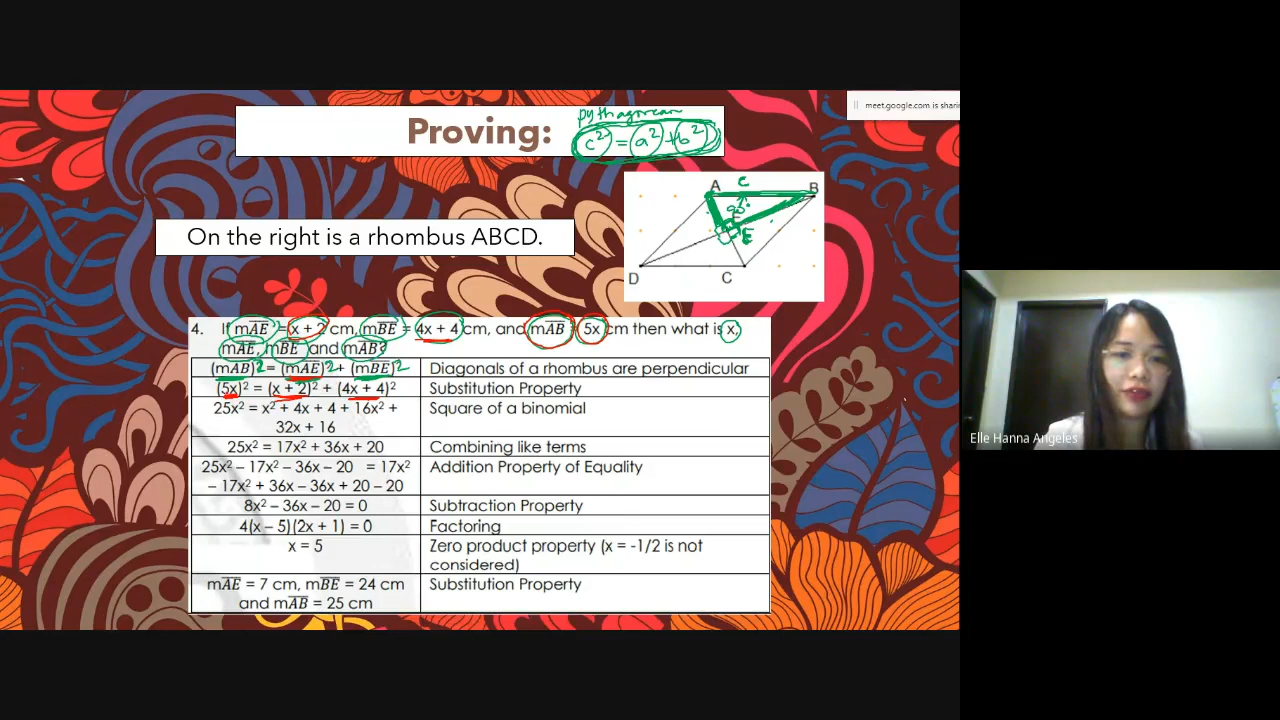 pythagorean
Proving:
c² = a² + b²
meet.google.com is sharin
A c B
90°
E
E
D C
On the right is a rhombus ABCD.
4. If mAE = x + 2 cm, mBE = 4x + 4 cm, and mAB = 5x cm then what is x,
mAE, mBE and mAB?
(mAB)2 = (mAE)2 + (mBE)2 Diagonals of a rhombus are perpendicular
(5x)² = (x + 2)² + (4x + 4)² Substitution Property
25x² = x² + 4x + 4 + 16x² + Square of a binomial
32x + 16
25x² = 17x² + 36x + 20 Combining like terms
25x² – 17x² – 36x – 20 = 17x² Addition Property of Equality
– 17x² + 36x – 36x + 20 – 20
8x² – 36x – 20 = 0 Subtraction Property
4(x – 5)(2x + 1) = 0 Factoring
x = 5 Zero product property (x = -1/2 is not
considered)
mAE = 7 cm, mBE = 24 cm Substitution Property
and mAB = 25 cm
Elle Hanna Angeles